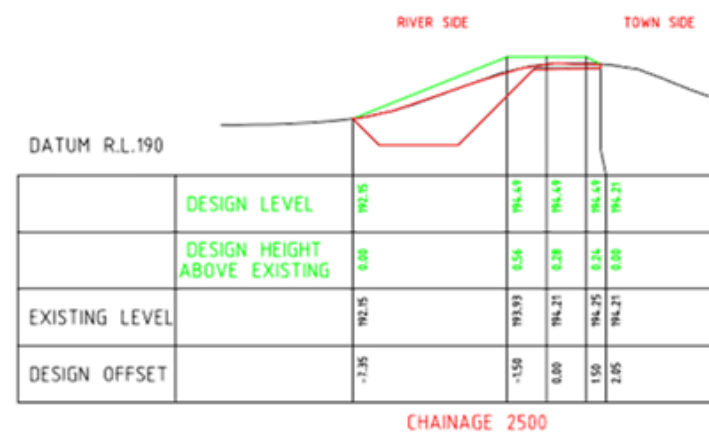 RIVER SIDE TOWN SIDE
DATUM R.L.190
DESIGN LEVEL 192.15 194.49 194.49 194.49 194.21
DESIGN HEIGHT
ABOVE EXISTING 0.00 0.56 0.28 0.24 0.00
EXISTING LEVEL 192.15 193.93 194.21 194.25 194.21
DESIGN OFFSET -7.35 -1.50 0.00 1.50 2.05
CHAINAGE 2500